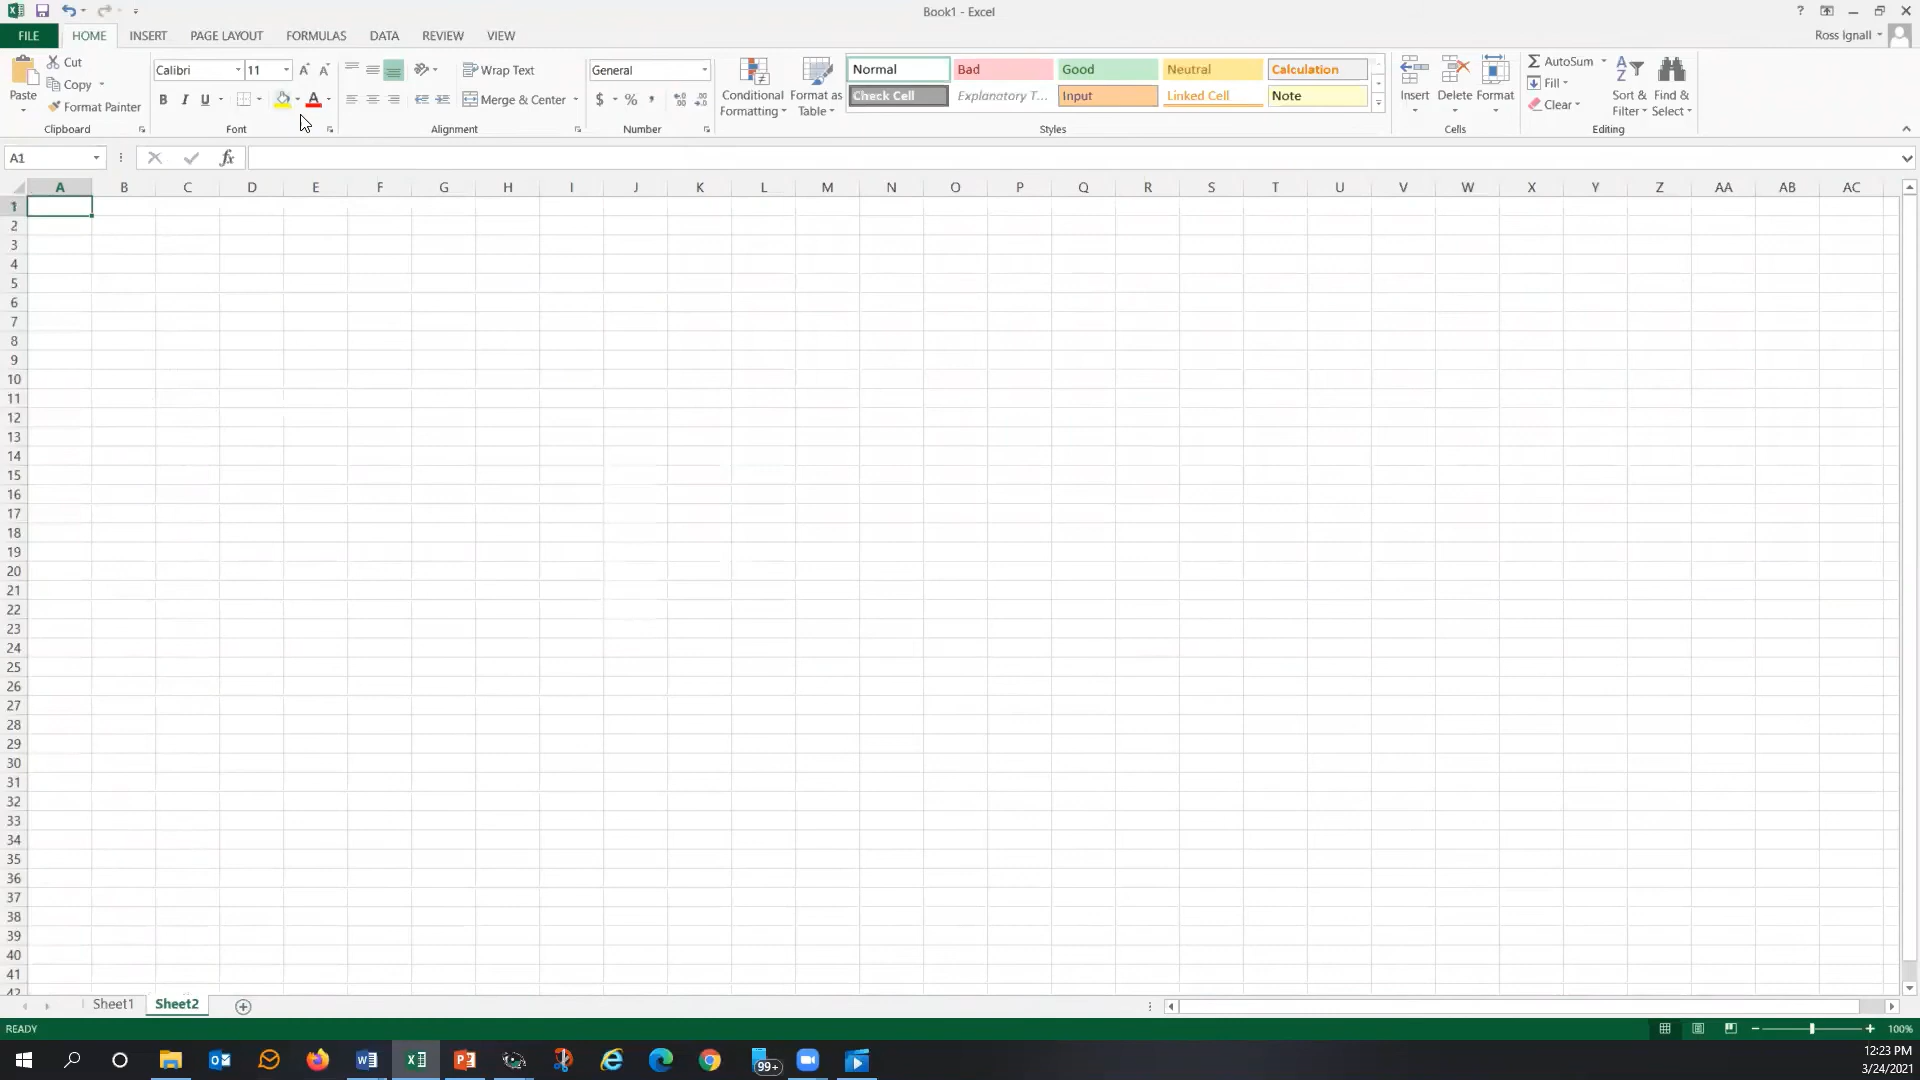 Book1 - Excel
?
FILE HOME INSERT PAGE LAYOUT FORMULAS DATA REVIEW VIEW
Ross Ignall
Paste
Cut
Copy
Format Painter
Clipboard
Calibri 11
B I U
Font
Wrap Text
Merge & Center
Alignment
General
$ % ,
Number
Conditional Formatting
Format as Table
Normal Bad Good Neutral Calculation
Check Cell Explanatory T... Input Linked Cell Note
Styles
Insert Delete Format
Cells
AutoSum
Fill
Clear
Sort & Filter
Find & Select
Editing
A1
fx
A B C D E F G H I J K L M N O P Q R S T U V W X Y Z AA AB AC
1
2
3
4
5
6
7
8
9
10
11
12
13
14
15
16
17
18
19
20
21
22
23
24
25
26
27
28
29
30
31
32
33
34
35
36
37
38
39
40
41
42
Sheet1 Sheet2
READY
100%
99+
12:23 PM
3/24/2021